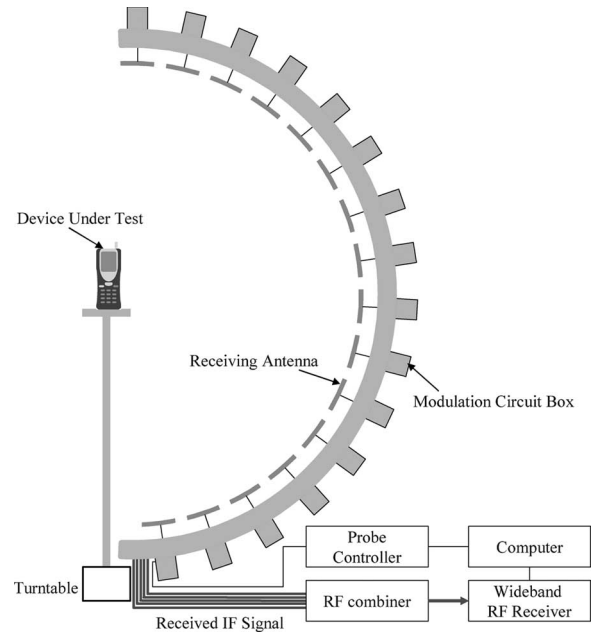 Device Under Test
Receiving Antenna
Modulation Circuit Box
Probe
Controller
Computer
Turntable
RF combiner
Wideband
RF Receiver
Received IF Signal